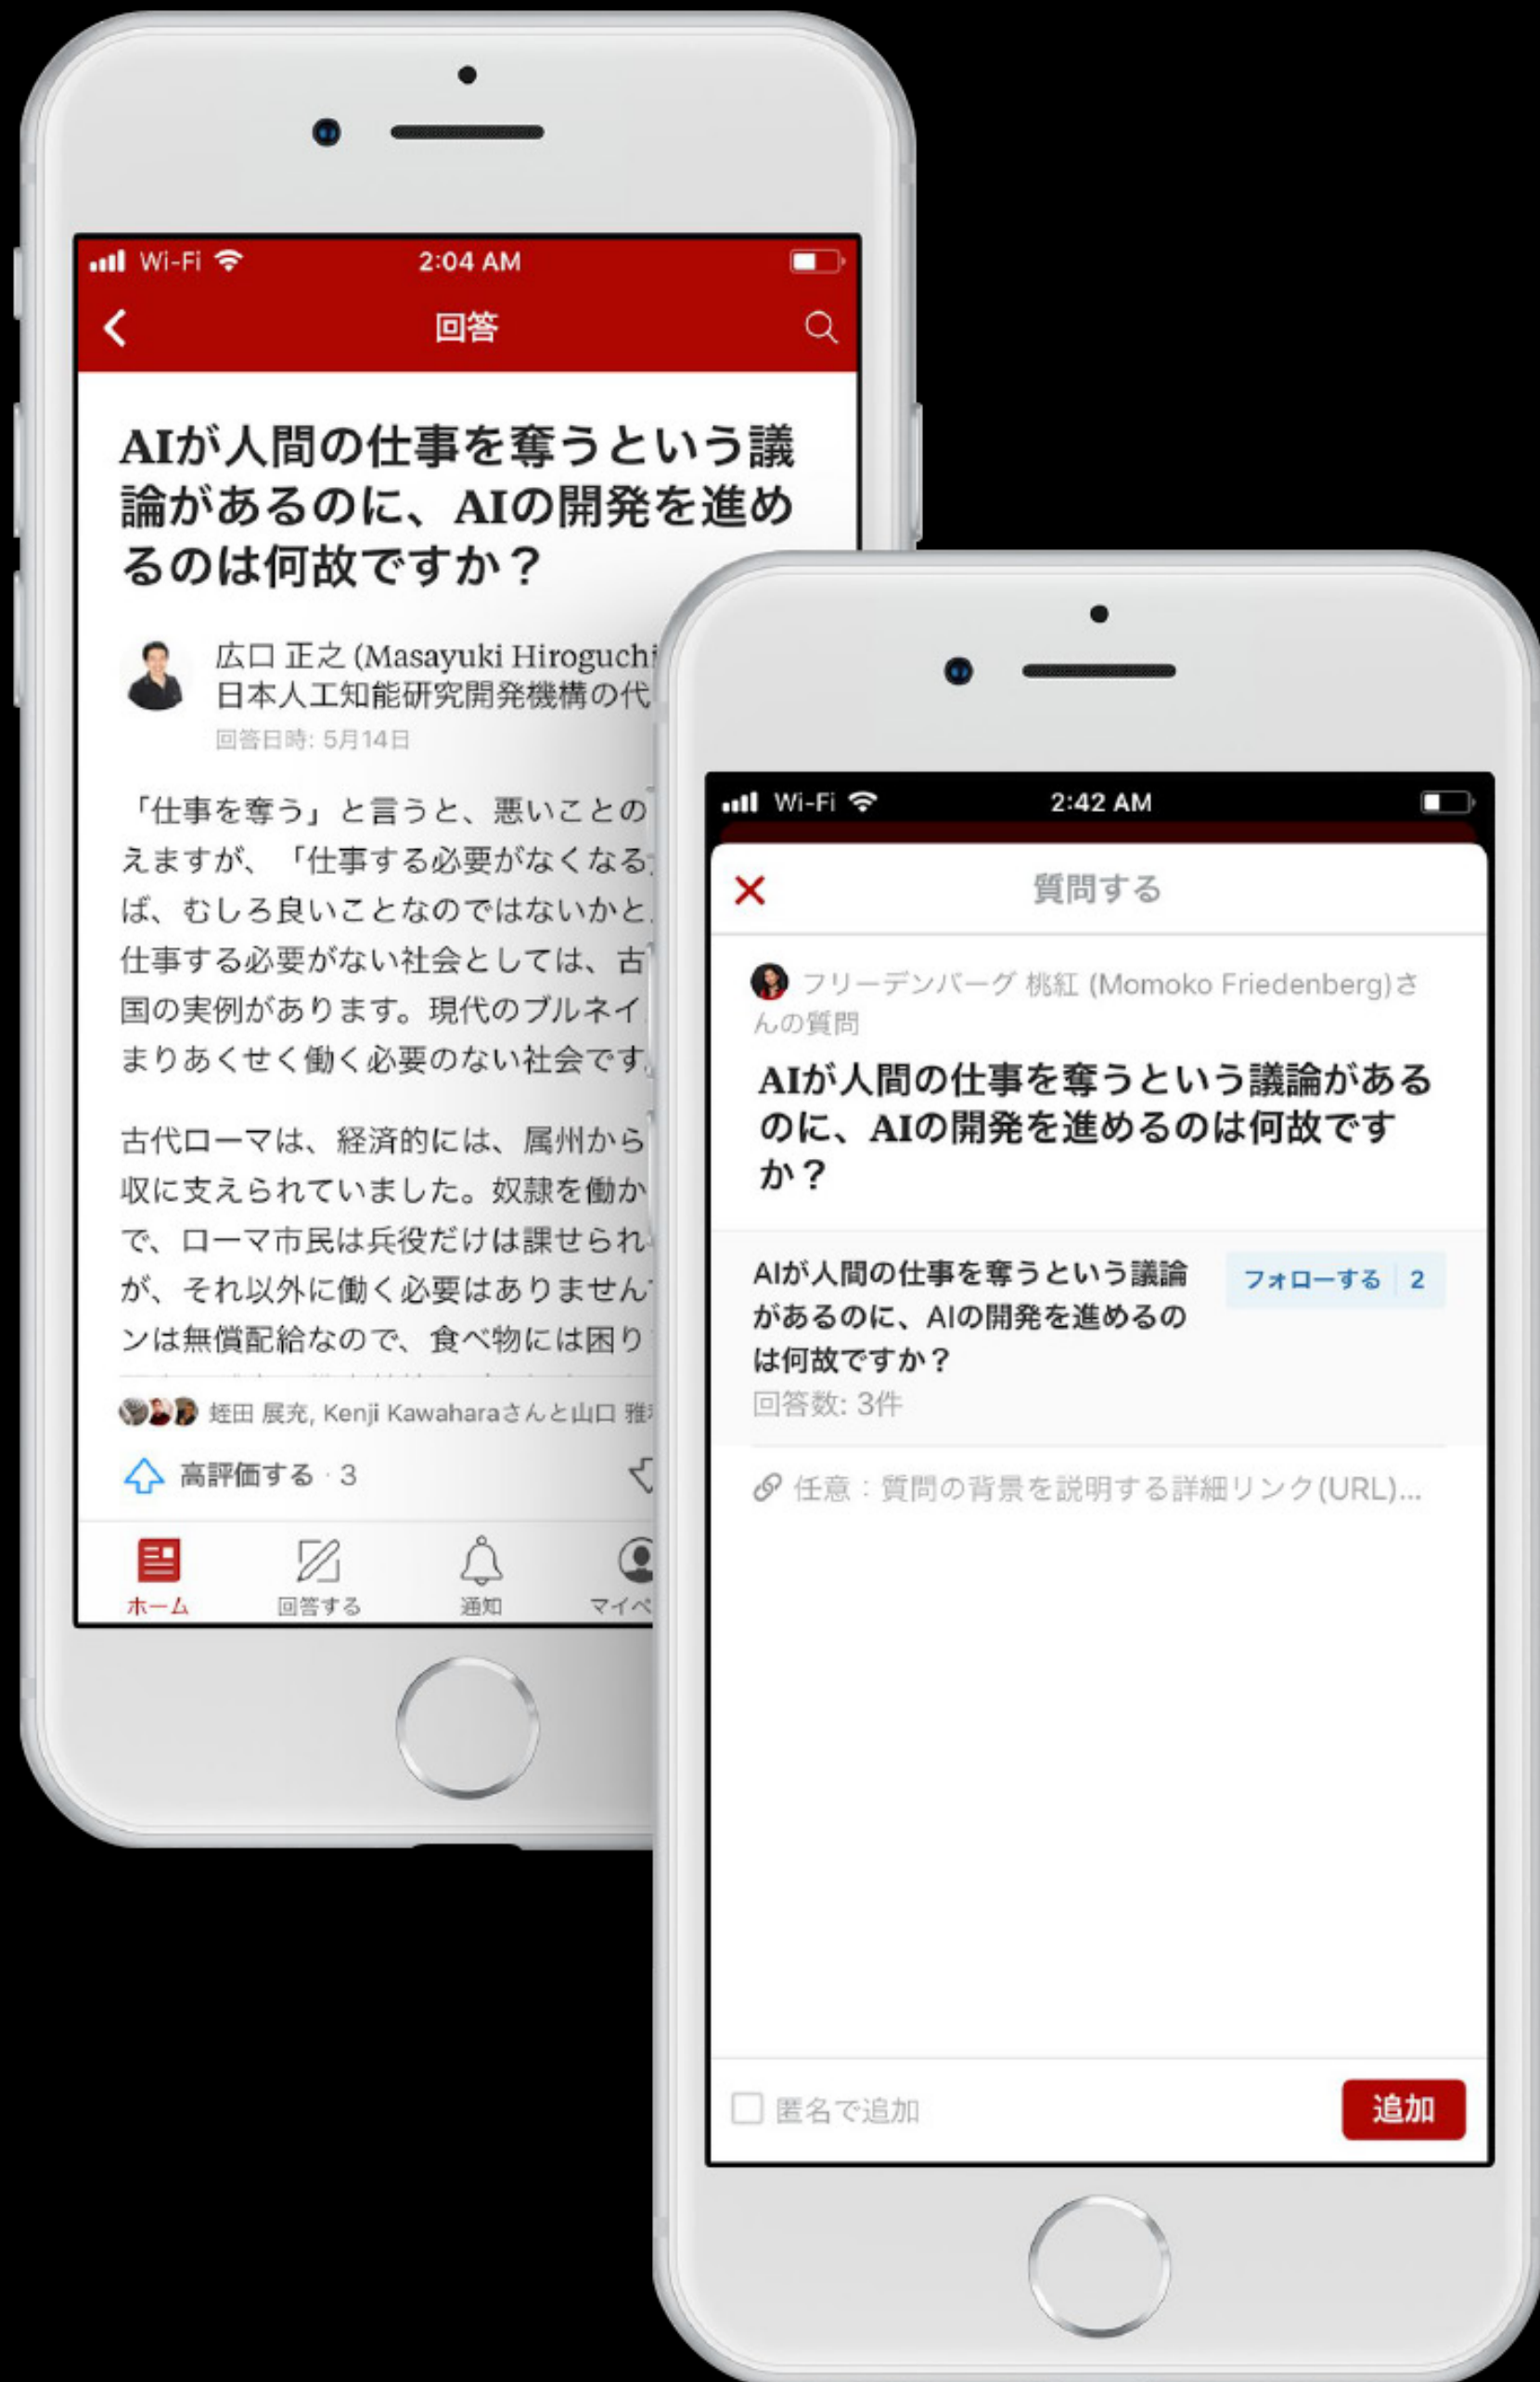 Wi-Fi
2:04 AM
回答
AIが人間の仕事を奪うという議
論があるのに、AIの開発を進め
るのは何故ですか？
広口 正之 (Masayuki Hiroguchi
日本人工知能研究開発機構の代
回答日時: 5月14日
「仕事を奪う」と言うと、悪いことの
えますが、「仕事する必要がなくなる
ば、むしろ良いことなのではないかと
仕事する必要がない社会としては、古
国の実例があります。現代のブルネイ
まりあくせく働く必要のない社会です
古代ローマは、経済的には、属州から
収に支えられていました。奴隷を働か
で、ローマ市民は兵役だけは課せられ
が、それ以外に働く必要はありません
ンは無償配給なので、食べ物には困り
蛭田 展充, Kenji Kawaharaさんと山口 雅
高評価する · 3
ホーム
回答する
通知
マイペ
Wi-Fi
2:42 AM
質問する
フリーデンバーグ 桃紅 (Momoko Friedenberg)さ
んの質問
AIが人間の仕事を奪うという議論がある
のに、AIの開発を進めるのは何故です
か？
AIが人間の仕事を奪うという議論
があるのに、AIの開発を進めるの
は何故ですか？
フォローする 2
回答数: 3件
任意：質問の背景を説明する詳細リンク(URL)...
匿名で追加
追加